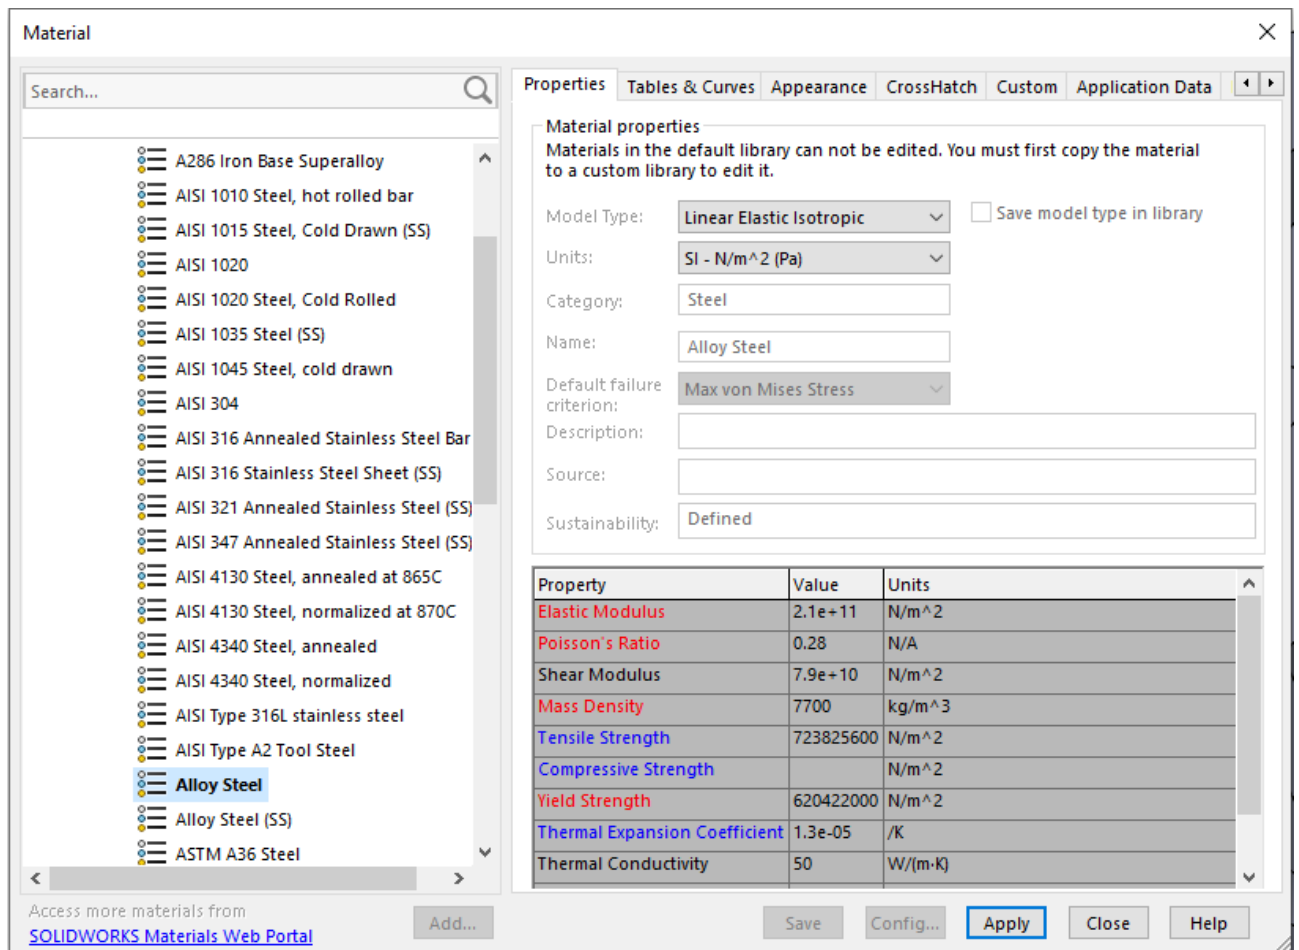 Material
Search...
A286 Iron Base Superalloy
AISI 1010 Steel, hot rolled bar
AISI 1015 Steel, Cold Drawn (SS)
AISI 1020
AISI 1020 Steel, Cold Rolled
AISI 1035 Steel (SS)
AISI 1045 Steel, cold drawn
AISI 304
AISI 316 Annealed Stainless Steel Bar
AISI 316 Stainless Steel Sheet (SS)
AISI 321 Annealed Stainless Steel (SS)
AISI 347 Annealed Stainless Steel (SS)
AISI 4130 Steel, annealed at 865C
AISI 4130 Steel, normalized at 870C
AISI 4340 Steel, annealed
AISI 4340 Steel, normalized
AISI Type 316L stainless steel
AISI Type A2 Tool Steel
Alloy Steel
Alloy Steel (SS)
ASTM A36 Steel
Access more materials from
SOLIDWORKS Materials Web Portal
Add...
Properties Tables & Curves Appearance CrossHatch Custom Application Data
Material properties
Materials in the default library can not be edited. You must first copy the material
to a custom library to edit it.
Model Type: Linear Elastic Isotropic Save model type in library
Units: SI - N/m^2 (Pa)
Category: Steel
Name: Alloy Steel
Default failure
criterion: Max von Mises Stress
Description:
Source:
Sustainability: Defined
Property Value Units
Elastic Modulus 2.1e+11 N/m^2
Poisson's Ratio 0.28 N/A
Shear Modulus 7.9e+10 N/m^2
Mass Density 7700 kg/m^3
Tensile Strength 723825600 N/m^2
Compressive Strength N/m^2
Yield Strength 620422000 N/m^2
Thermal Expansion Coefficient 1.3e-05 /K
Thermal Conductivity 50 W/(m·K)
Save Config... Apply Close Help